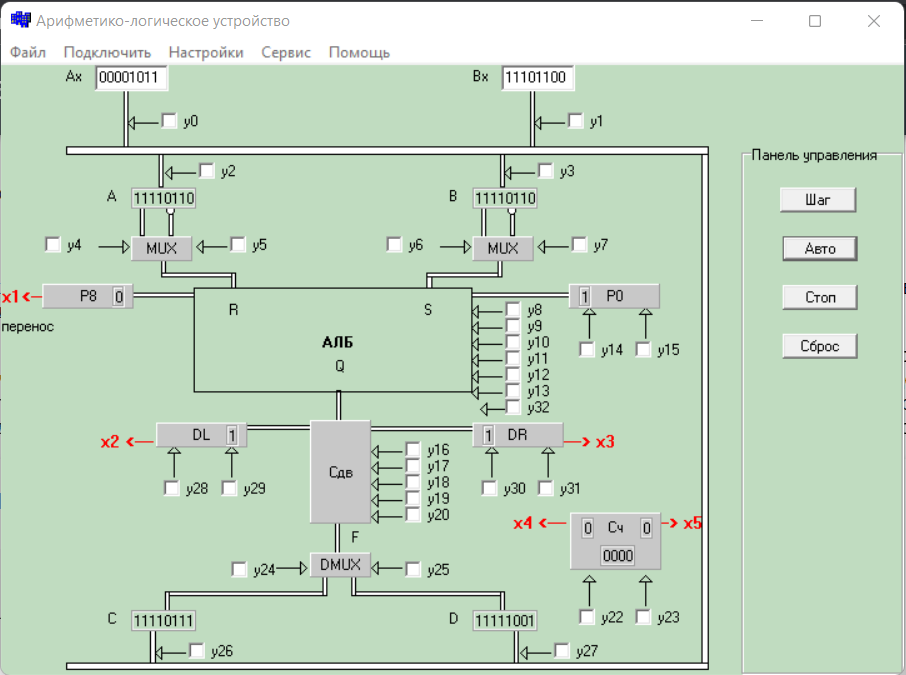 Арифметико-логическое устройство
Файл Подключить Настройки Сервис Помощь
Ax 00001011 Bx 11101100
y0 y1
Панель управления
y2 y3
A 11110110 B 11110110
Шаг
y4 MUX y5 y6 MUX y7
Авто
x1 P8 0 1 P0
перенос
R S
y8
y9
y10
y11
y12
y13
y32
АЛБ
Q
y14 y15
Стоп
Сброс
x2 DL 1 1 DR x3
Сдв
y16
y17
y18
y19
y20
y28 y29 y30 y31
x4 0 Сч 0 x5
0000
F
y24 DMUX y25
y22 y23
C 11110111 D 11111001
y26 y27